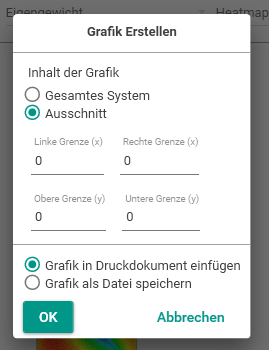 Eigengewicht Heatmap
Grafik Erstellen
Inhalt der Grafik
Gesamtes System
Ausschnitt
Linke Grenze (x) Rechte Grenze (x)
0 0
Obere Grenze (y) Untere Grenze (y)
0 0
Grafik in Druckdokument einfügen
Grafik als Datei speichern
OK Abbrechen